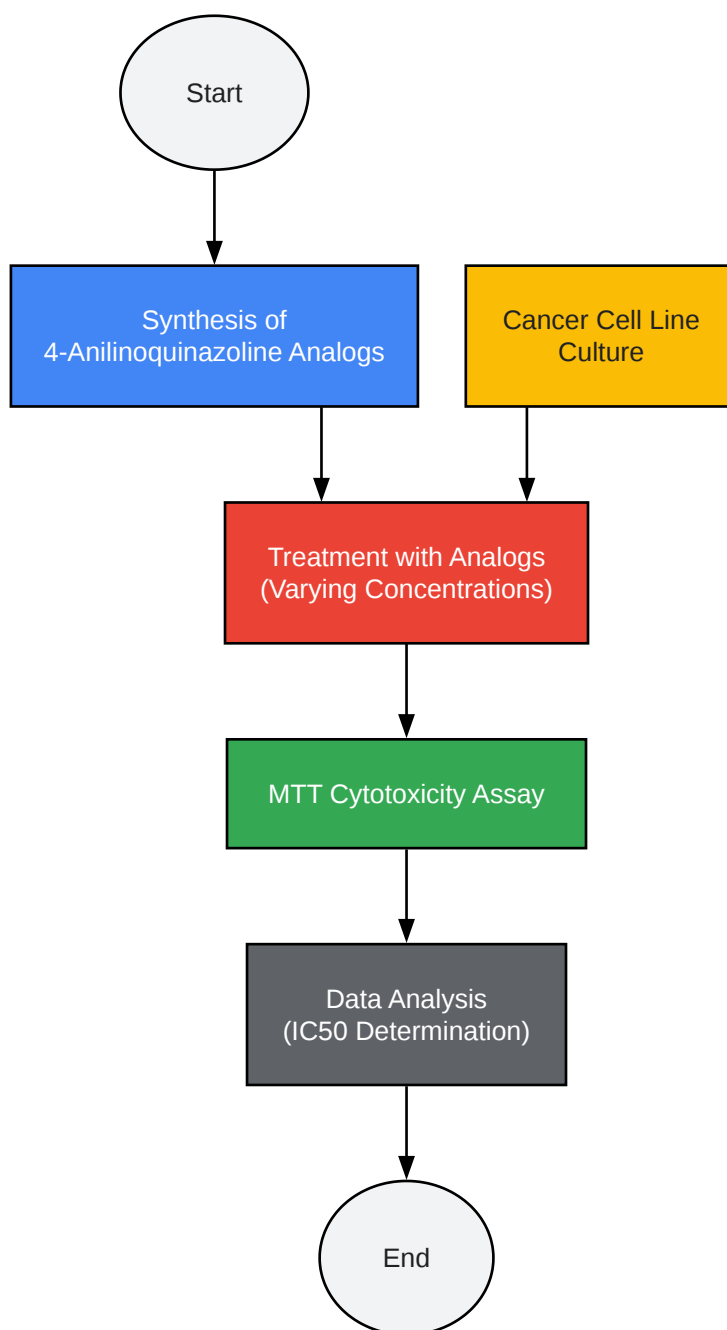 Start
Synthesis of
4-Anilinoquinazoline Analogs
Cancer Cell Line
Culture
Treatment with Analogs
(Varying Concentrations)
MTT Cytotoxicity Assay
Data Analysis
(IC50 Determination)
End